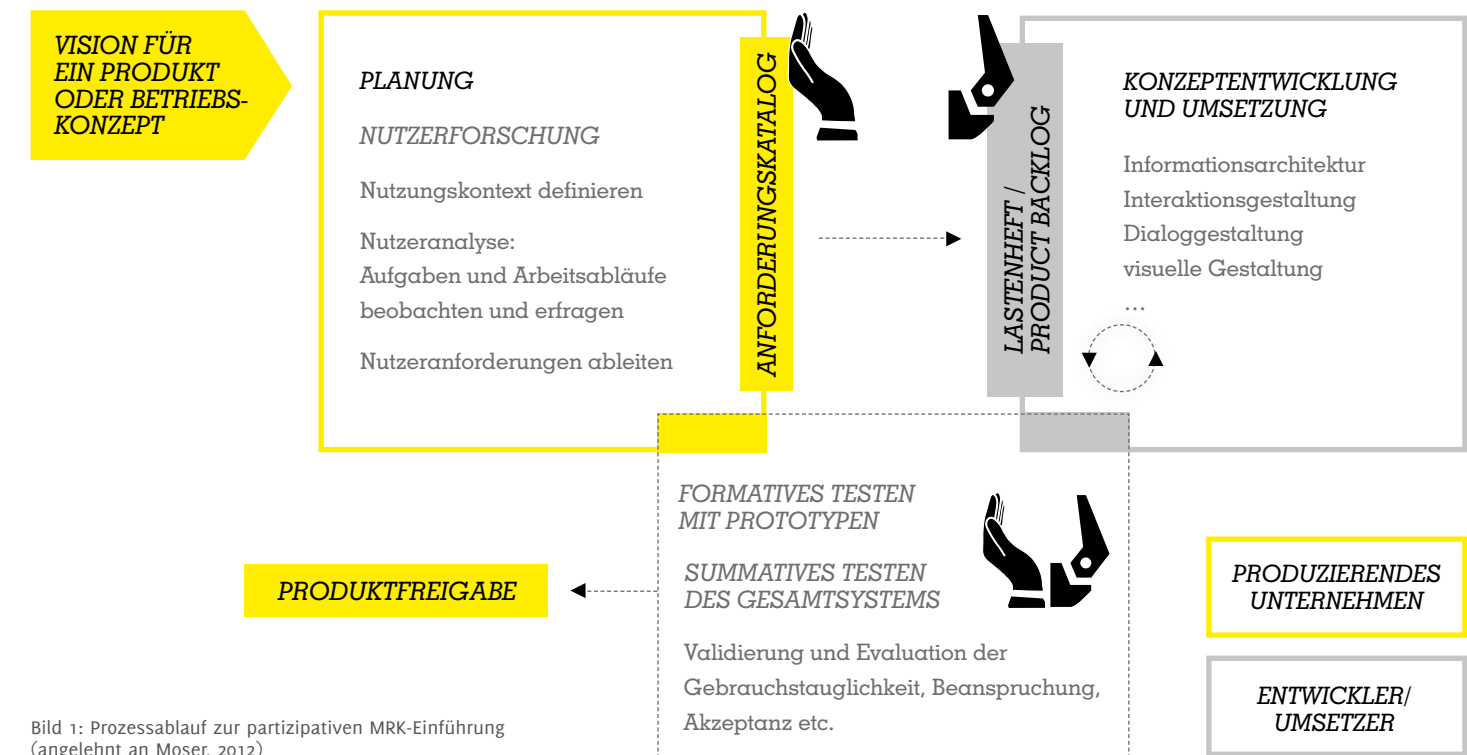 VISION FÜR
EIN PRODUKT
ODER BETRIEBS-
KONZEPT
PLANUNG
NUTZERFORSCHUNG
Nutzungskontext definieren
Nutzeranalyse:
Aufgaben und Arbeitsabläufe
beobachten und erfragen
Nutzeranforderungen ableiten
ANFORDERUNGSKATALOG
LASTENHEFT /
PRODUCT BACKLOG
KONZEPTENTWICKLUNG
UND UMSETZUNG
Informationsarchitektur
Interaktionsgestaltung
Dialoggestaltung
visuelle Gestaltung
...
FORMATIVES TESTEN
MIT PROTOTYPEN
SUMMATIVES TESTEN
DES GESAMTSYSTEMS
Validierung und Evaluation der
Gebrauchstauglichkeit, Beanspruchung,
Akzeptanz etc.
PRODUKTFREIGABE
PRODUZIERENDES
UNTERNEHMEN
ENTWICKLER/
UMSETZER
Bild 1: Prozessablauf zur partizipativen MRK-Einführung
(angelehnt an Moser, 2012)